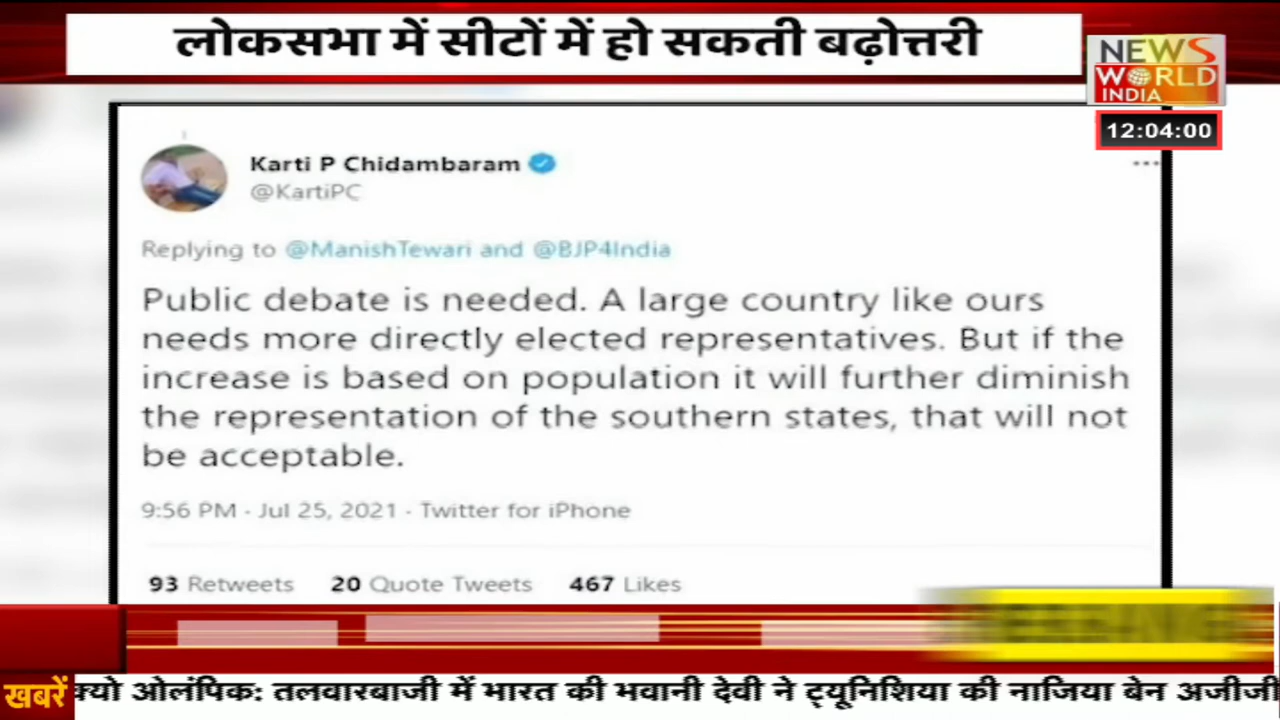 लोकसभा में सीटों में हो सकती बढ़ोत्तरी
NEWS
WORLD
INDIA
12:04:00
Karti P Chidambaram
@KartiPC
Replying to @ManishTewari and @BJP4India
Public debate is needed. A large country like ours
needs more directly elected representatives. But if the
increase is based on population it will further diminish
the representation of the southern states, that will not
be acceptable.
9:56 PM · Jul 25, 2021 · Twitter for iPhone
93 Retweets 20 Quote Tweets 467 Likes
खबरें
क्यो ओलंपिक: तलवारबाजी में भारत की भवानी देवी ने ट्यूनिशिया की नाजिया बेन अजीजी